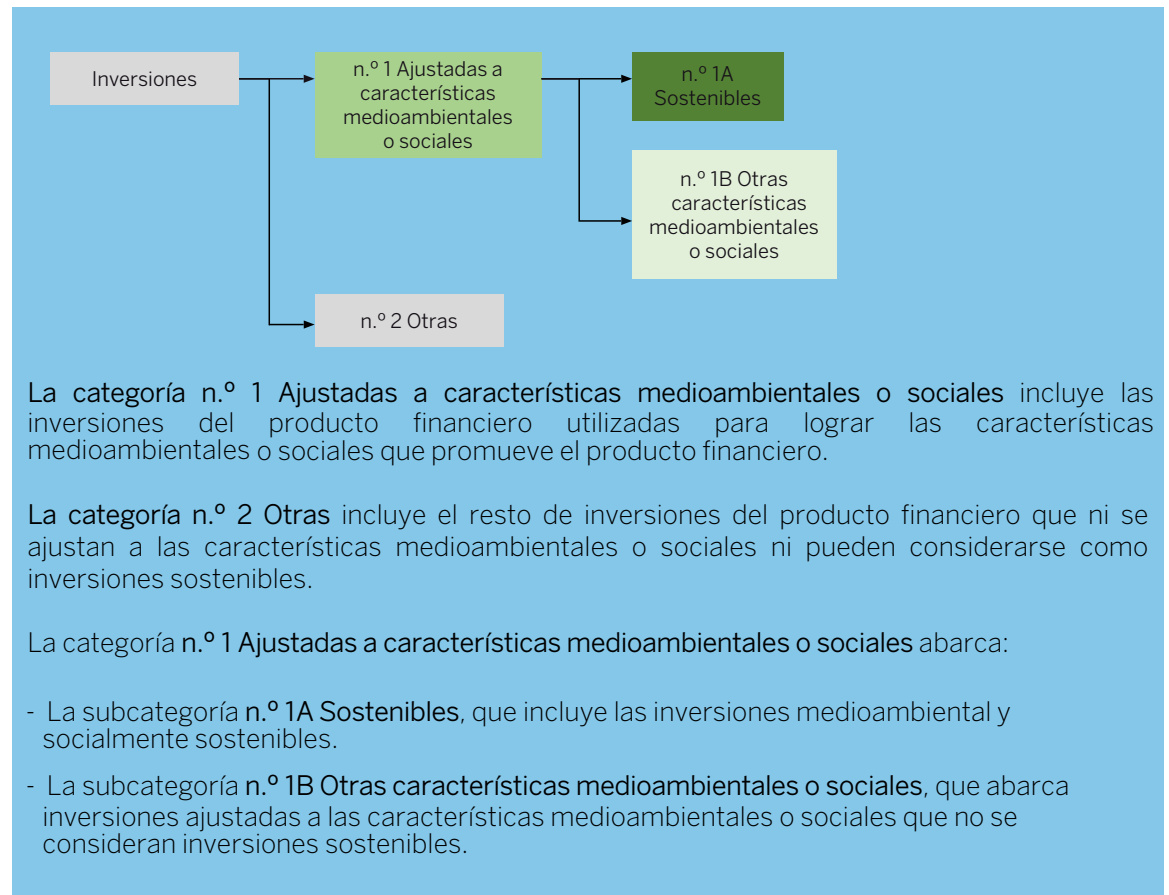 Inversiones
n.º 1 Ajustadas a
características
medioambientales
o sociales
n.º 1A
Sostenibles
n.º 1B Otras
características
medioambientales
o sociales
n.º 2 Otras
La categoría n.º 1 Ajustadas a características medioambientales o sociales incluye las
inversiones del producto financiero utilizadas para lograr las características
medioambientales o sociales que promueve el producto financiero.
La categoría n.º 2 Otras incluye el resto de inversiones del producto financiero que ni se
ajustan a las características medioambientales o sociales ni pueden considerarse como
inversiones sostenibles.
La categoría n.º 1 Ajustadas a características medioambientales o sociales abarca:
- La subcategoría n.º 1A Sostenibles, que incluye las inversiones medioambiental y
socialmente sostenibles.
- La subcategoría n.º 1B Otras características medioambientales o sociales, que abarca
inversiones ajustadas a las características medioambientales o sociales que no se
consideran inversiones sostenibles.